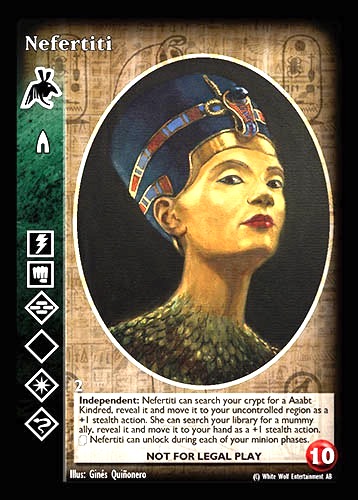 Nefertiti
2
Independent: Nefertiti can search your crypt for a Aaabt
Kindred, reveal it and move it to your uncontrolled region as a
+1 stealth action. She can search your library for a mummy
ally, reveal it and move it to your hand as a +1 stealth action.
Nefertiti can unlock during each of your minion phases.
NOT FOR LEGAL PLAY
10
Illus: Ginés Quiñonero
(C) White Wolf Entertainment AB